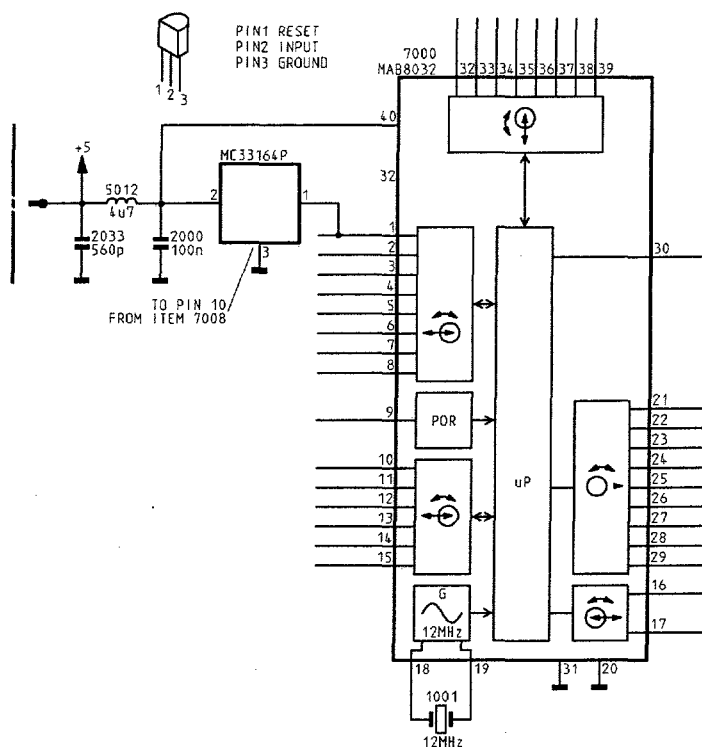 PIN1 RESET
PIN2 INPUT
PIN3 GROUND
1 2 3
7000
MAB8032
32 33 34 35 36 37 38 39
40
32
+5
5012
4u7
2033
560p
2000
100n
MC33164P
2
1
3
TO PIN 10
FROM ITEM 7008
1
2
3
4
5
6
7
8
30
9
POR
uP
10
11
12
13
14
15
21
22
23
24
25
26
27
28
29
16
17
G
12MHz
18
19
31
20
1001
12MHz